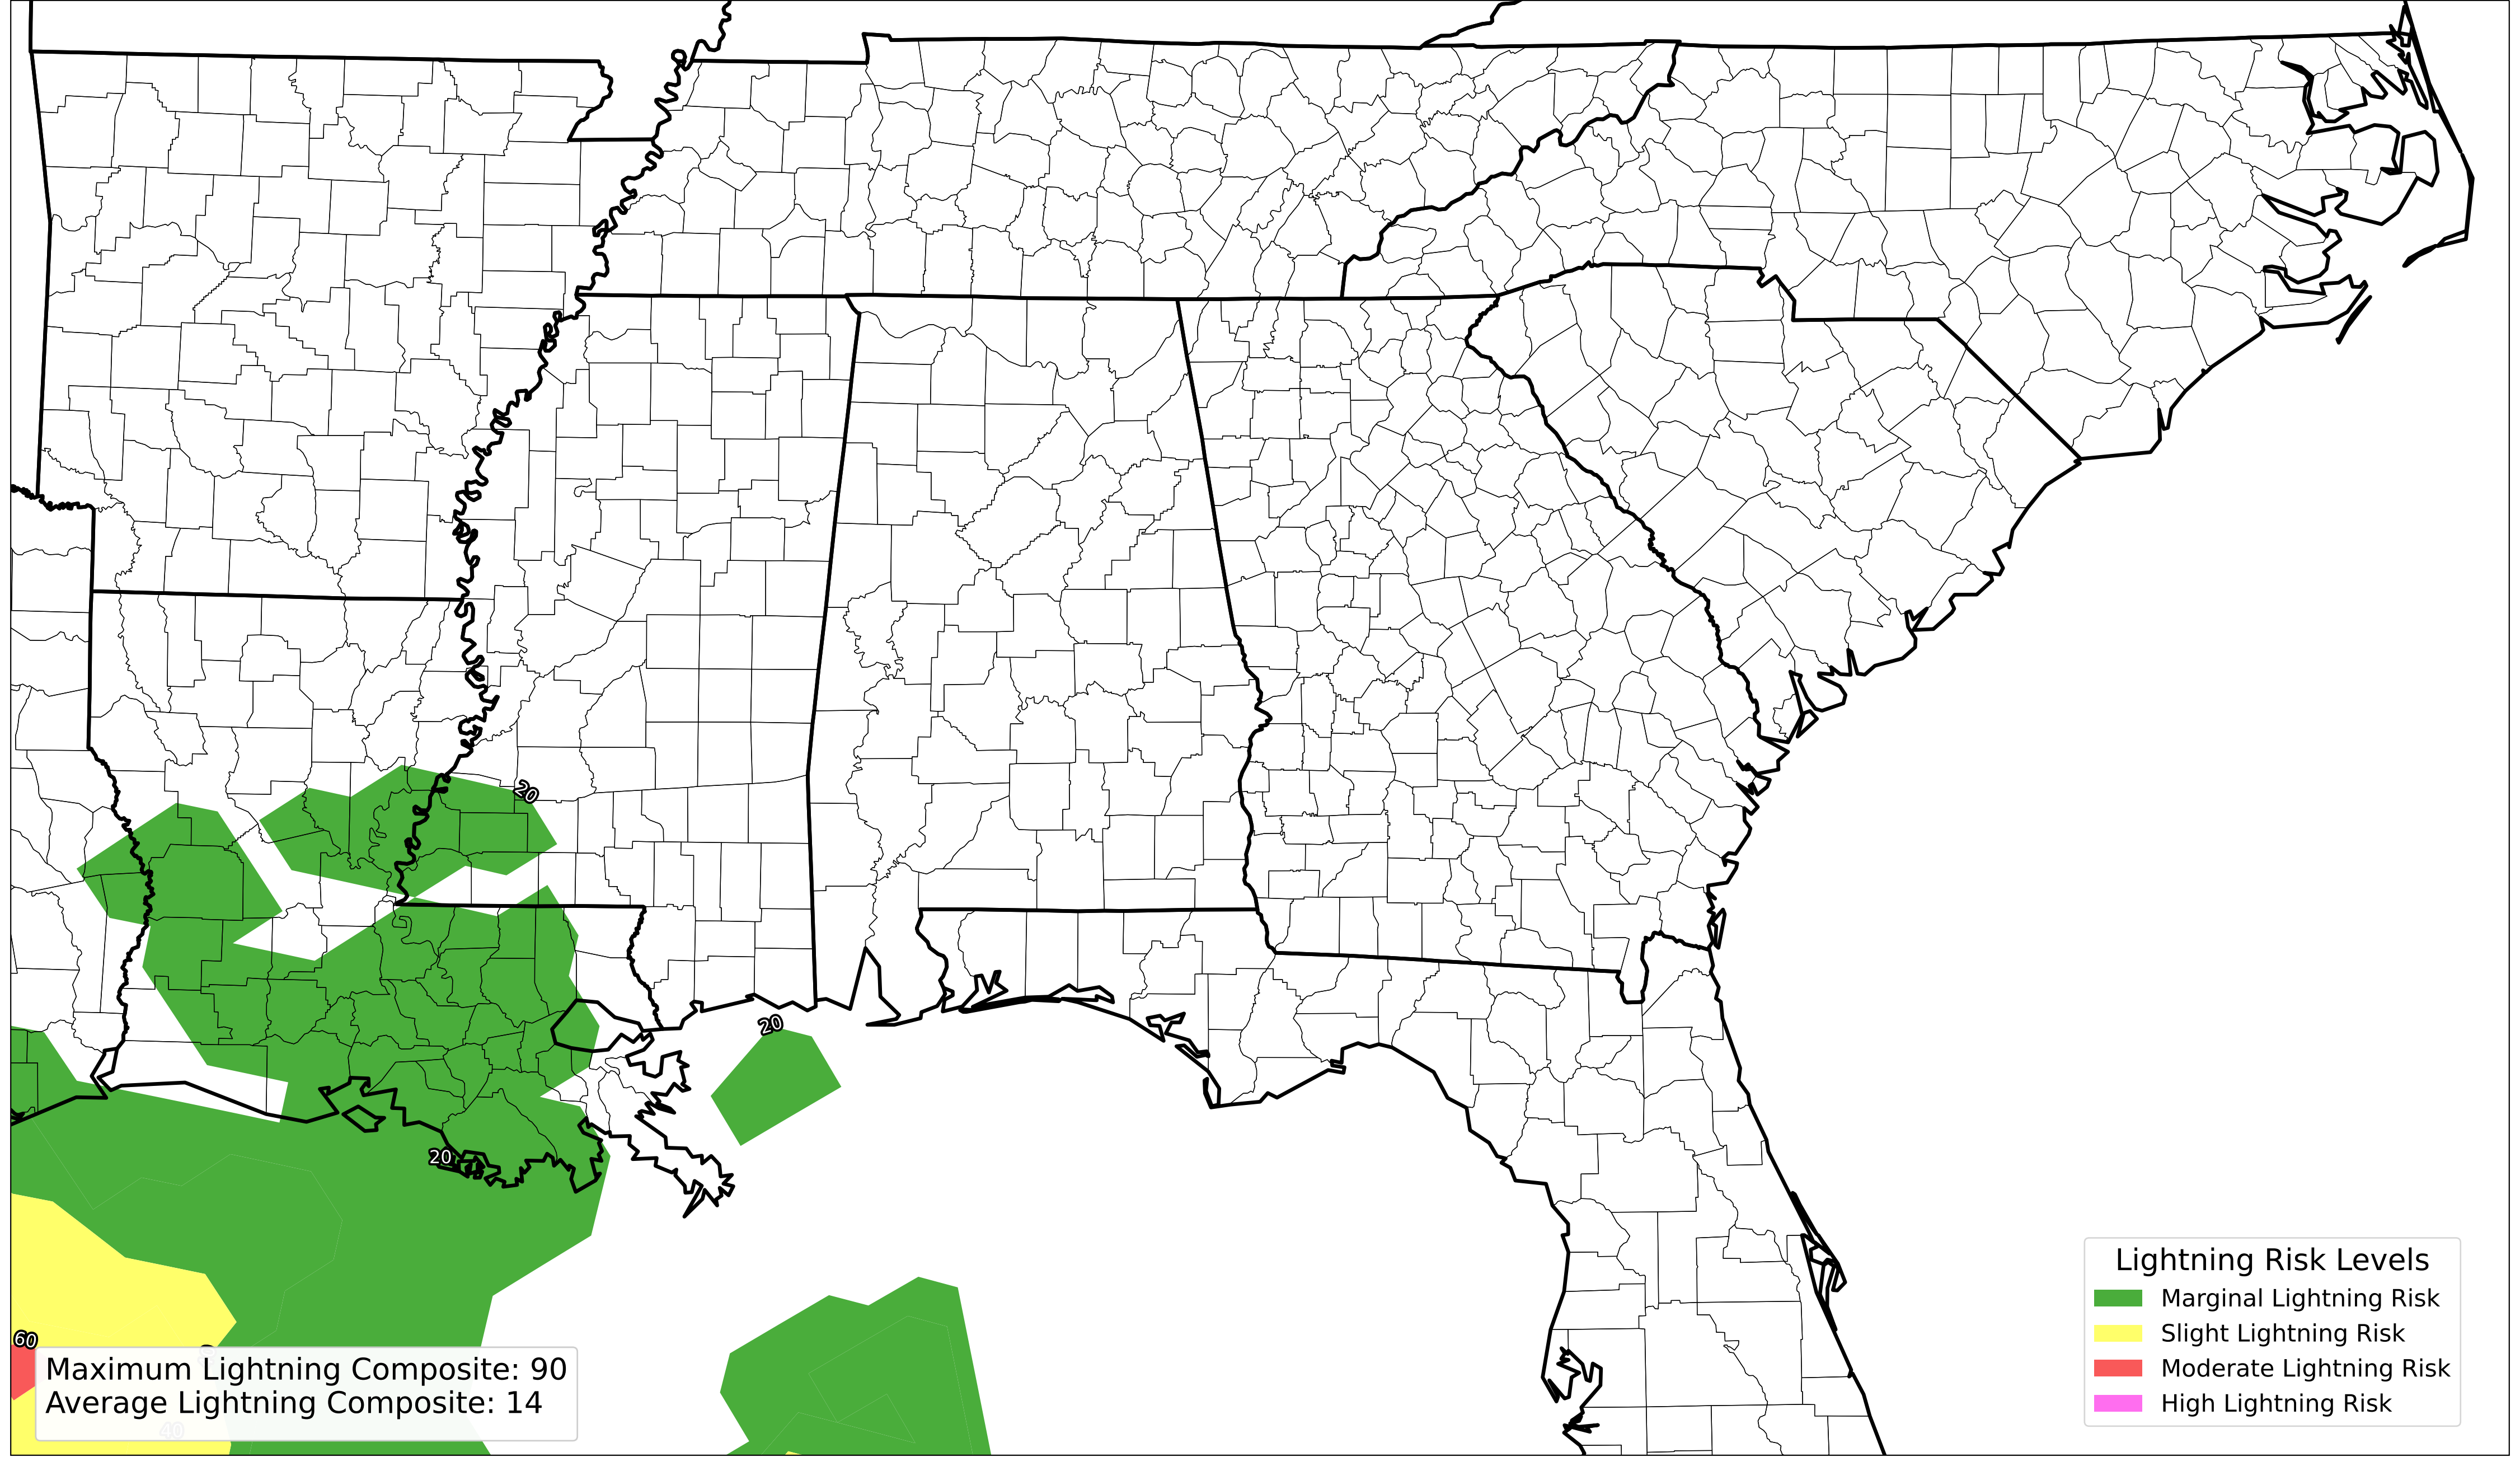 20
20
20
60
Maximum Lightning Composite: 90
Average Lightning Composite: 14
40
Lightning Risk Levels
Marginal Lightning Risk
Slight Lightning Risk
Moderate Lightning Risk
High Lightning Risk